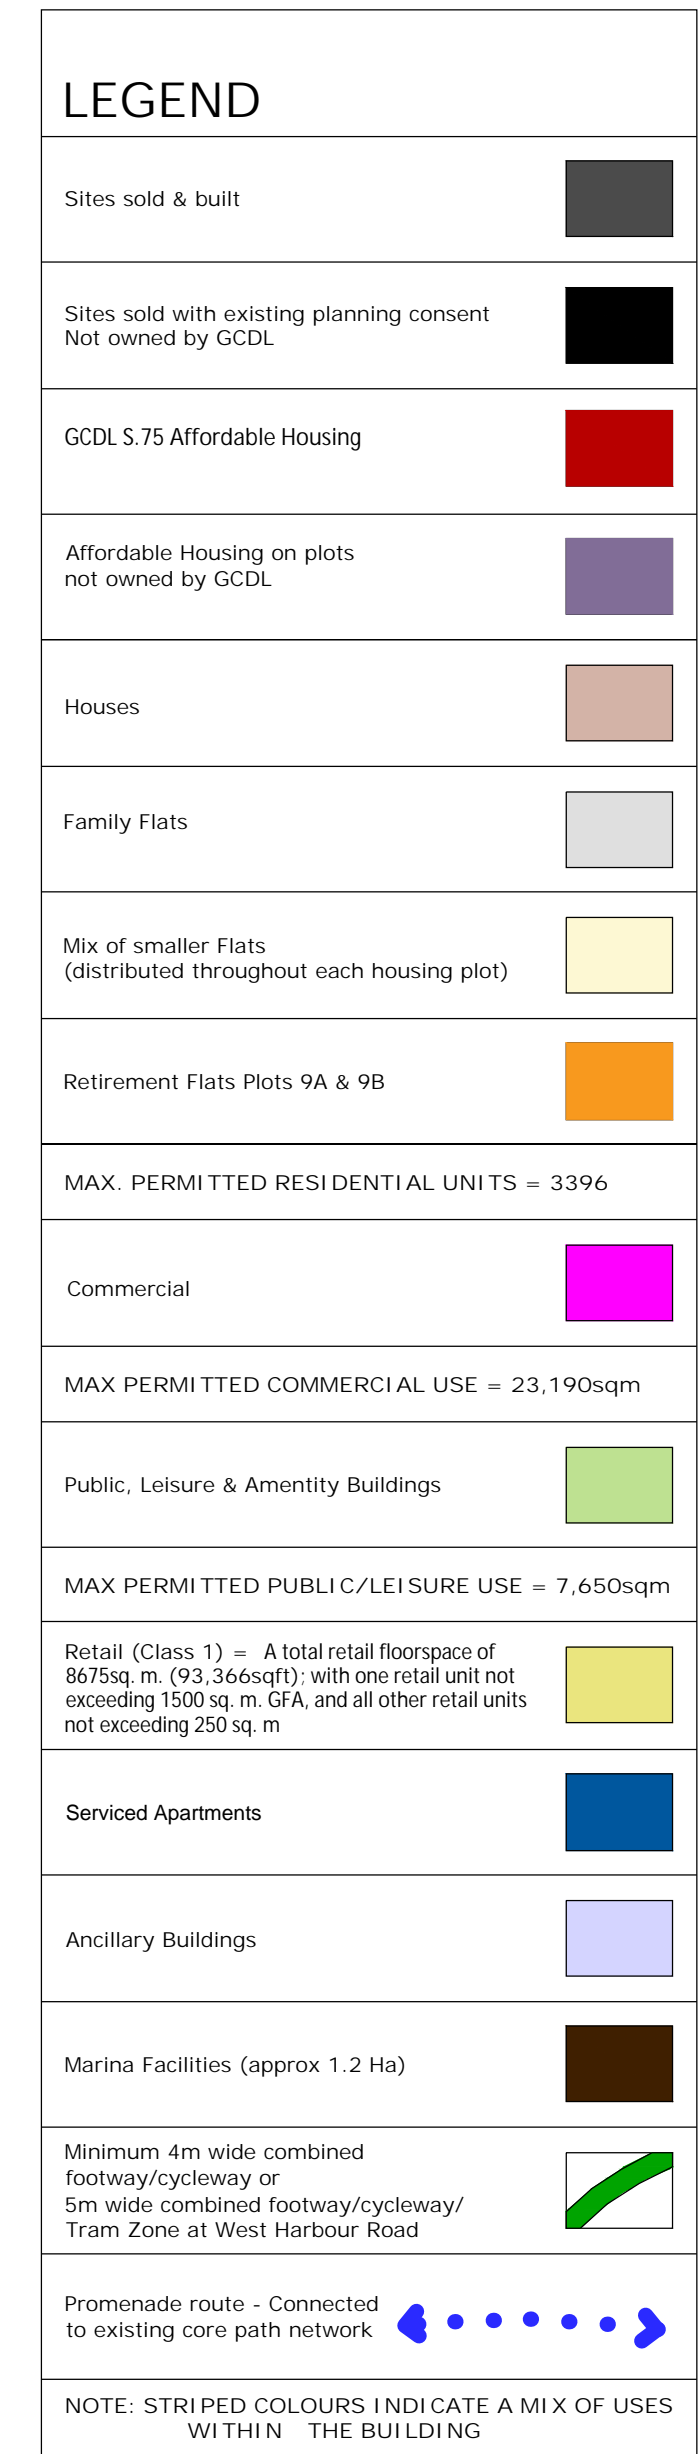 LEGEND
Sites sold & built
Sites sold with existing planning consent
Not owned by GCDL
GCDL S.75 Affordable Housing
Affordable Housing on plots
not owned by GCDL
Houses
Family Flats
Mix of smaller Flats
(distributed throughout each housing plot)
Retirement Flats Plots 9A & 9B
MAX. PERMITTED RESIDENTIAL UNITS = 3396
Commercial
MAX PERMITTED COMMERCIAL USE = 23,190sqm
Public, Leisure & Amentity Buildings
MAX PERMITTED PUBLIC/LEISURE USE = 7,650sqm
Retail (Class 1) = A total retail floorspace of
8675sq. m. (93,366sqft); with one retail unit not
exceeding 1500 sq. m. GFA, and all other retail units
not exceeding 250 sq. m
Serviced Apartments
Ancillary Buildings
Marina Facilities (approx 1.2 Ha)
Minimum 4m wide combined
footway/cycleway or
5m wide combined footway/cycleway/
Tram Zone at West Harbour Road
Promenade route - Connected
to existing core path network
NOTE: STRIPED COLOURS INDICATE A MIX OF USES
WITHIN THE BUILDING